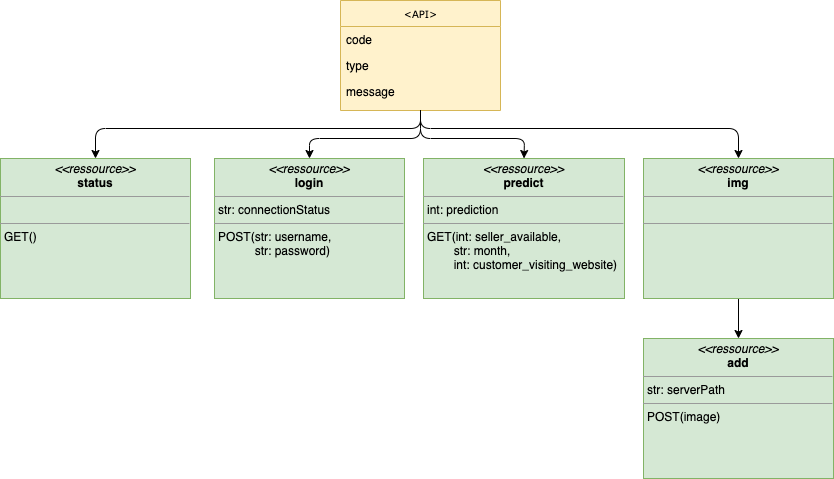 <API>
code
type
message
<<ressource>>
status
GET()
<<ressource>>
login
str: connectionStatus
POST(str: username,
str: password)
<<ressource>>
predict
int: prediction
GET(int: seller_available,
str: month,
int: customer_visiting_website)
<<ressource>>
img
<<ressource>>
add
str: serverPath
POST(image)